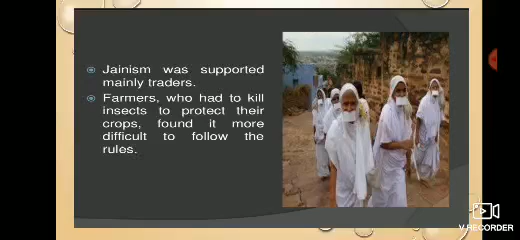 Jainism was supported
mainly traders.
Farmers, who had to kill
insects to protect their
crops, found it more
difficult to follow the
rules.
V RECORDER